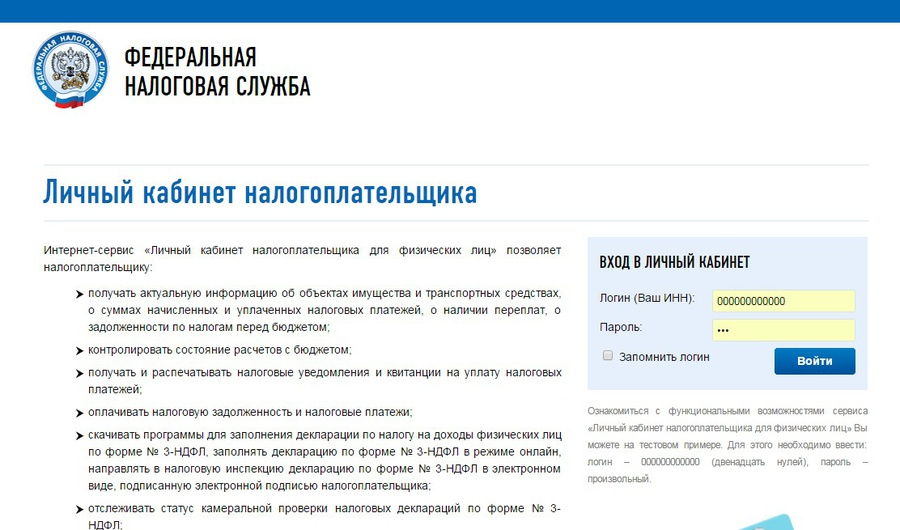 ФЕДЕРАЛЬНАЯ НАЛОГОВАЯ СЛУЖБА
ФЕДЕРАЛЬНАЯ
НАЛОГОВАЯ СЛУЖБА
Личный кабинет налогоплательщика
Интернет-сервис «Личный кабинет налогоплательщика для физических лиц» позволяет
налогоплательщику:
получать актуальную информацию об объектах имущества и транспортных средствах,
о суммах начисленных и уплаченных налоговых платежей, о наличии переплат, о
задолженности по налогам перед бюджетом;
контролировать состояние расчетов с бюджетом;
получать и распечатывать налоговые уведомления и квитанции на уплату налоговых
платежей;
оплачивать налоговую задолженность и налоговые платежи;
скачивать программы для заполнения декларации по налогу на доходы физических лиц
по форме № 3-НДФЛ, заполнять декларацию по форме № 3-НДФЛ в режиме онлайн,
направлять в налоговую инспекцию декларацию по форме № 3-НДФЛ в электронном
виде, подписанную электронной подписью налогоплательщика;
отслеживать статус камеральной проверки налоговых деклараций по форме № 3-
НДФЛ;
ВХОД В ЛИЧНЫЙ КАБИНЕТ
Логин (Ваш ИНН): 000000000000
Пароль: •••
Запомнить логин Войти
Ознакомиться с функциональными возможностями сервиса
«Личный кабинет налогоплательщика для физических лиц» Вы
можете на тестовом примере. Для этого необходимо ввести:
логин – 000000000000 (двенадцать нулей), пароль –
произвольный.